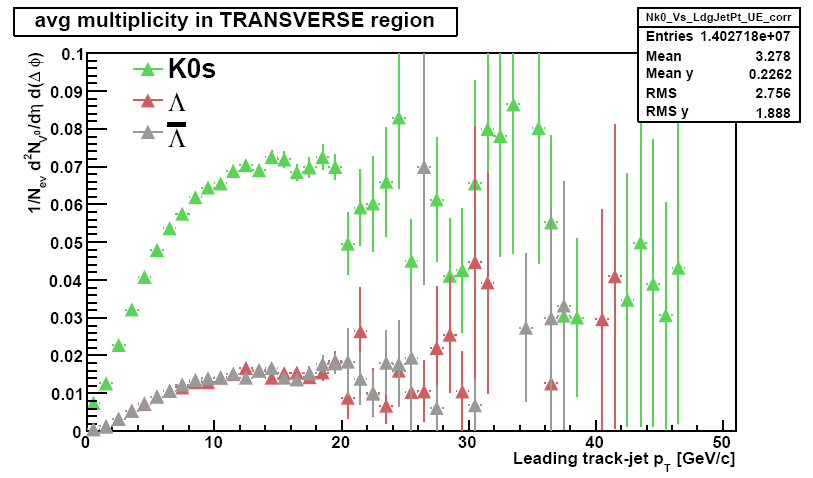 avg multiplicity in TRANSVERSE region
Nk0_Vs_LdgJetPt_UE_corr
Entries 1.402718e+07
Mean 3.278
Mean y 0.2262
RMS 2.756
RMS y 1.888
K0s
Λ
Λ̅
1/N_ev d²N_V⁰/dη d(Δ ϕ)
0.1
0.09
0.08
0.07
0.06
0.05
0.04
0.03
0.02
0.01
0
0 10 20 30 40 50
Leading track-jet p_T [GeV/c]